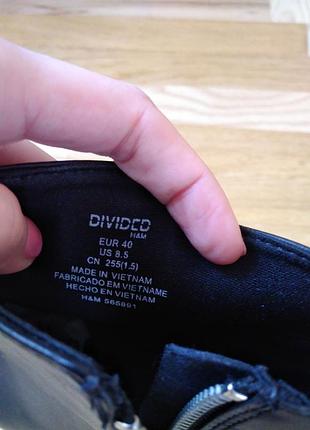 DIVIDED
H&M
EUR 40
US 8.5
CN 255(1.5)
MADE IN VIETNAM
FABRICADO EM VIETNAME
HECHO EN VIETNAM
H&M 565891